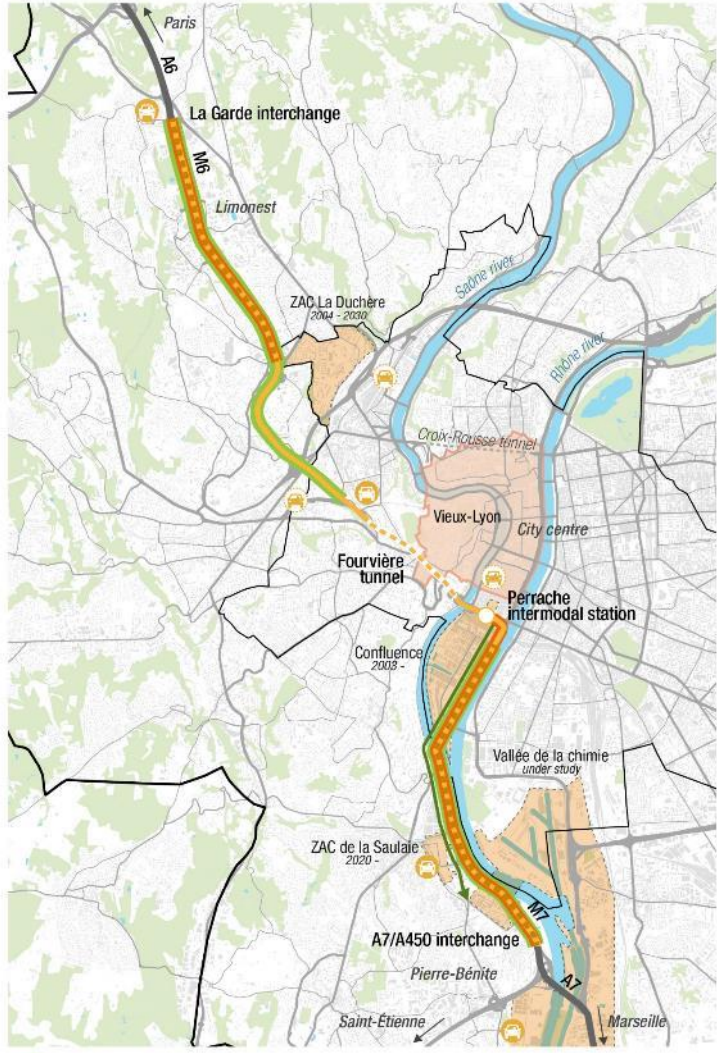 Paris
A6
La Garde interchange
M6
Limonest
Saône river
ZAC La Duchère
2004 - 2030
Rhône river
Croix-Rousse tunnel
Vieux-Lyon
City centre
Fourvière
tunnel
Perrache
intermodal station
Confluence
2003 -
Vallée de la chimie
under study
ZAC de la Saulaie
2020 -
M7
A7/A450 interchange
Pierre-Bénite
A7
Saint-Étienne
Marseille